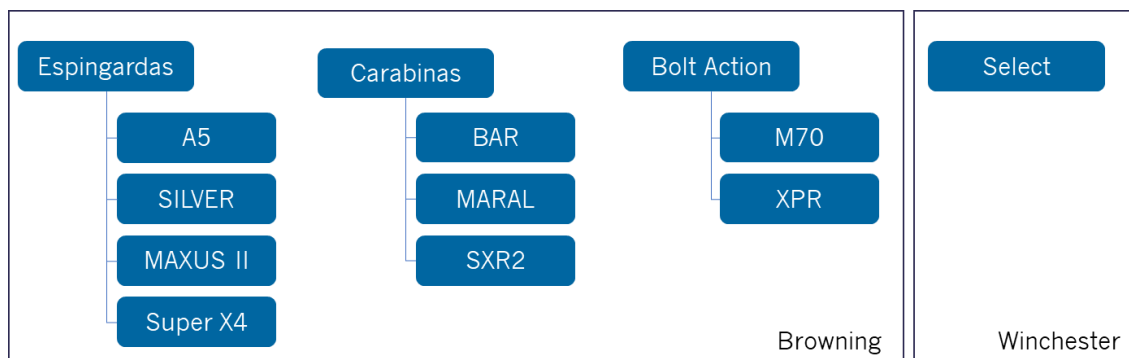 Espingardas
A5
SILVER
MAXUS II
Super X4
Carabinas
BAR
MARAL
SXR2
Bolt Action
M70
XPR
Browning
Select
Winchester